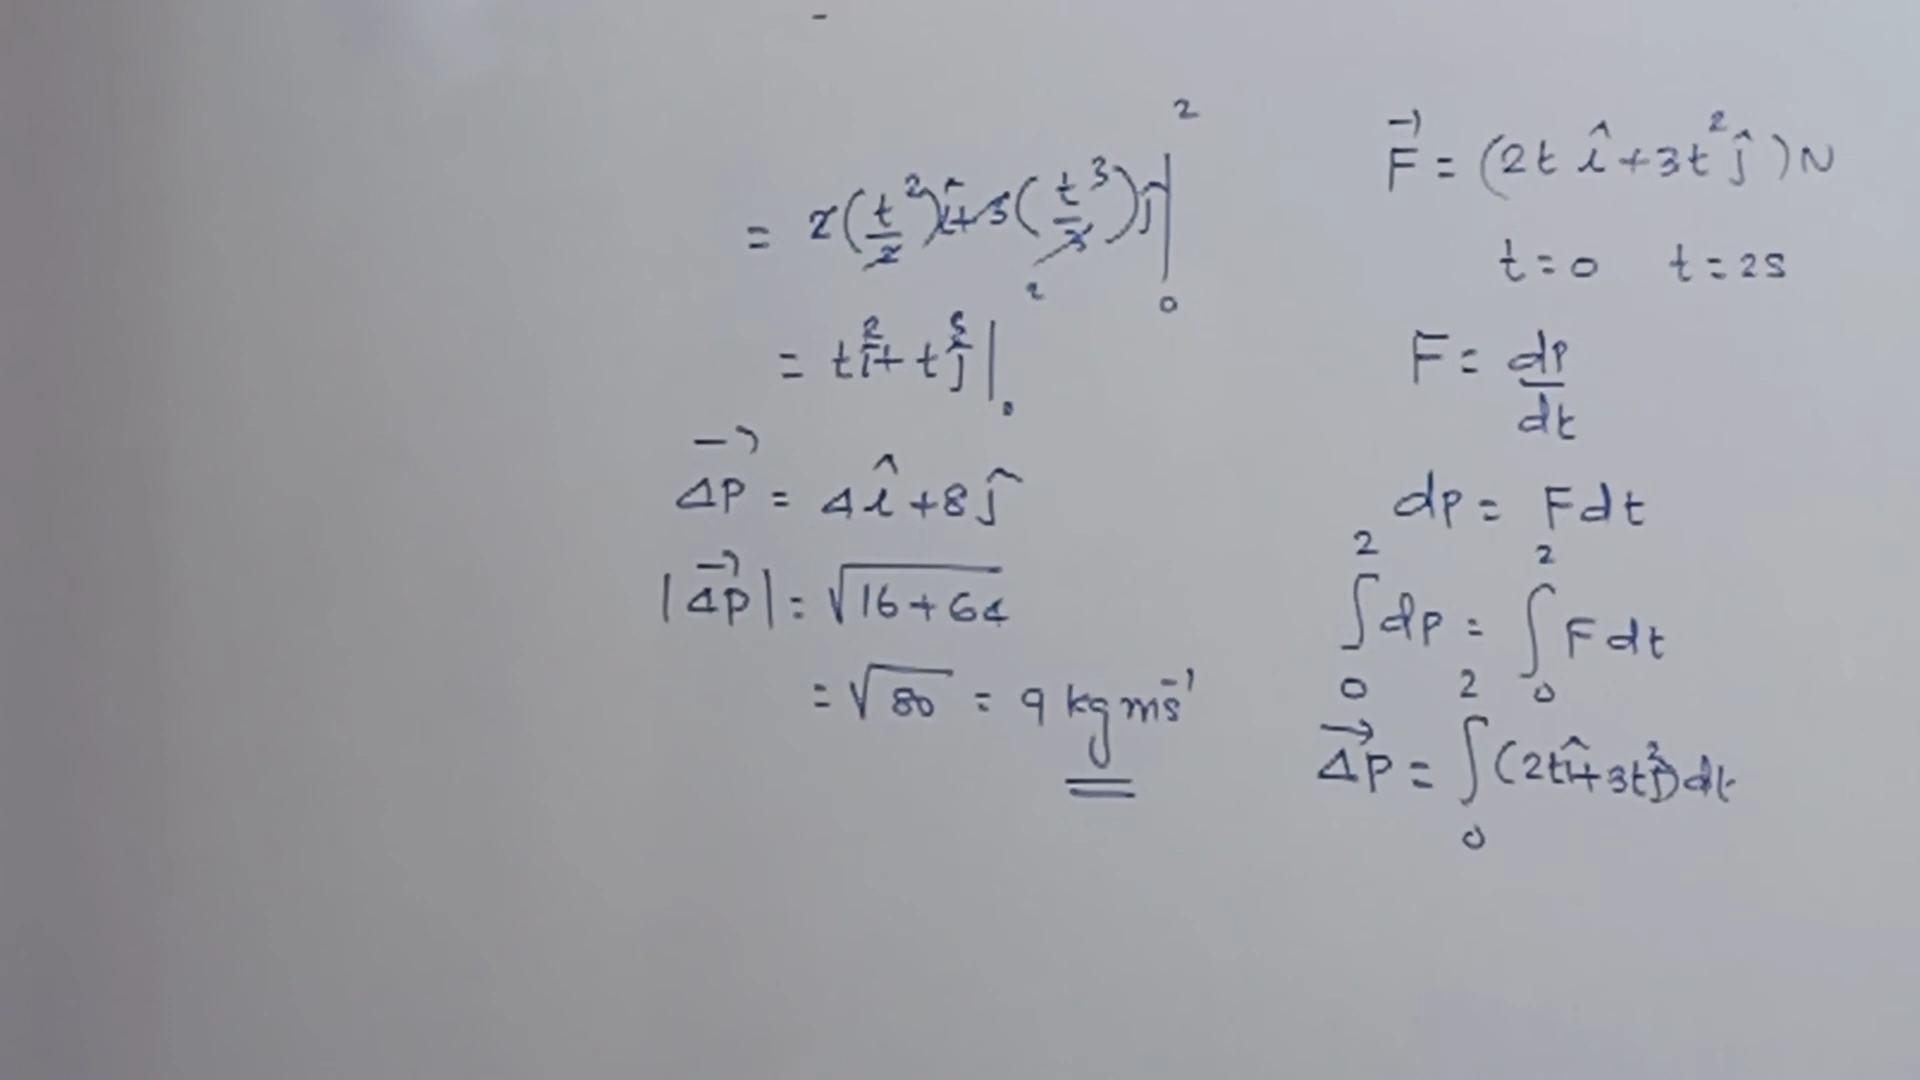 F⃗ = (2t î + 3t² ĵ) N
t = 0 t = 2s
F = dp/dt
dp = F dt
∫₀² dp = ∫₀² F dt
Δp⃗ = ∫₀² (2t î + 3t² ĵ) dt
= 2(t²/2) î + 3(t³/3) ĵ |₀²
= t² î + t³ ĵ |₀
Δp⃗ = 4 î + 8 ĵ
|Δp⃗| = √16 + 64
= √80 = 9 kg ms⁻¹